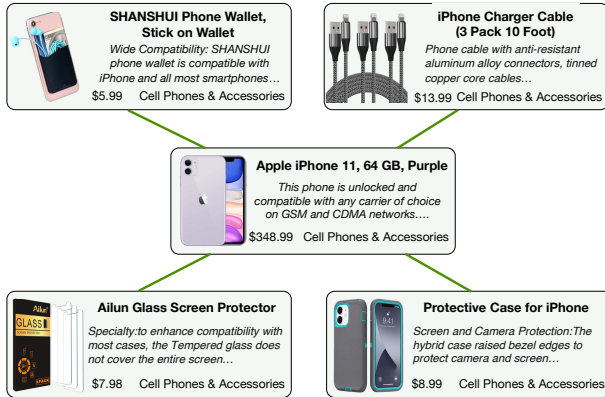 SHANSHUI Phone Wallet,
Stick on Wallet
Wide Compatibility: SHANSHUI
phone wallet is compatible with
iPhone and all most smartphones…
$5.99 Cell Phones & Accessories
iPhone Charger Cable
(3 Pack 10 Foot)
Phone cable with anti-resistant
aluminum alloy connectors, tinned
copper core cables…
$13.99 Cell Phones & Accessories
Apple iPhone 11, 64 GB, Purple
This phone is unlocked and
compatible with any carrier of choice
on GSM and CDMA networks….
$348.99 Cell Phones & Accessories
Ailun
GLASS
Ailun Glass Screen Protector
Specialty:to enhance compatibility with
most cases, the Tempered glass does
not cover the entire screen…
$7.98 Cell Phones & Accessories
9:41
Protective Case for iPhone
Screen and Camera Protection:The
hybrid case raised bezel edges to
protect camera and screen…
$8.99 Cell Phones & Accessories